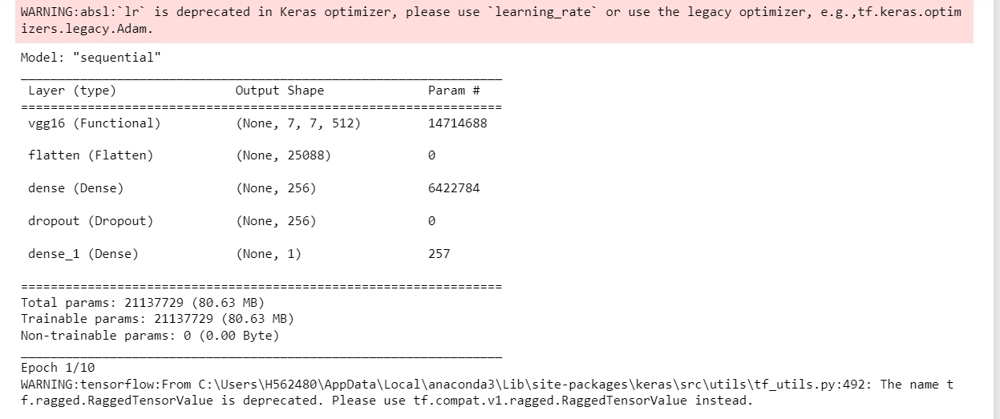 WARNING:absl:`lr` is deprecated in Keras optimizer, please use `learning_rate` or use the legacy optimizer, e.g.,tf.keras.optim
izers.legacy.Adam.
Model: "sequential"
_________________________________________________________________
Layer (type) Output Shape Param #
=================================================================
vgg16 (Functional) (None, 7, 7, 512) 14714688
flatten (Flatten) (None, 25088) 0
dense (Dense) (None, 256) 6422784
dropout (Dropout) (None, 256) 0
dense_1 (Dense) (None, 1) 257
=================================================================
Total params: 21137729 (80.63 MB)
Trainable params: 21137729 (80.63 MB)
Non-trainable params: 0 (0.00 Byte)
_________________________________________________________________
Epoch 1/10
WARNING:tensorflow:From C:\Users\H562480\AppData\Local\anaconda3\Lib\site-packages\keras\src\utils\tf_utils.py:492: The name t
f.ragged.RaggedTensorValue is deprecated. Please use tf.compat.v1.ragged.RaggedTensorValue instead.